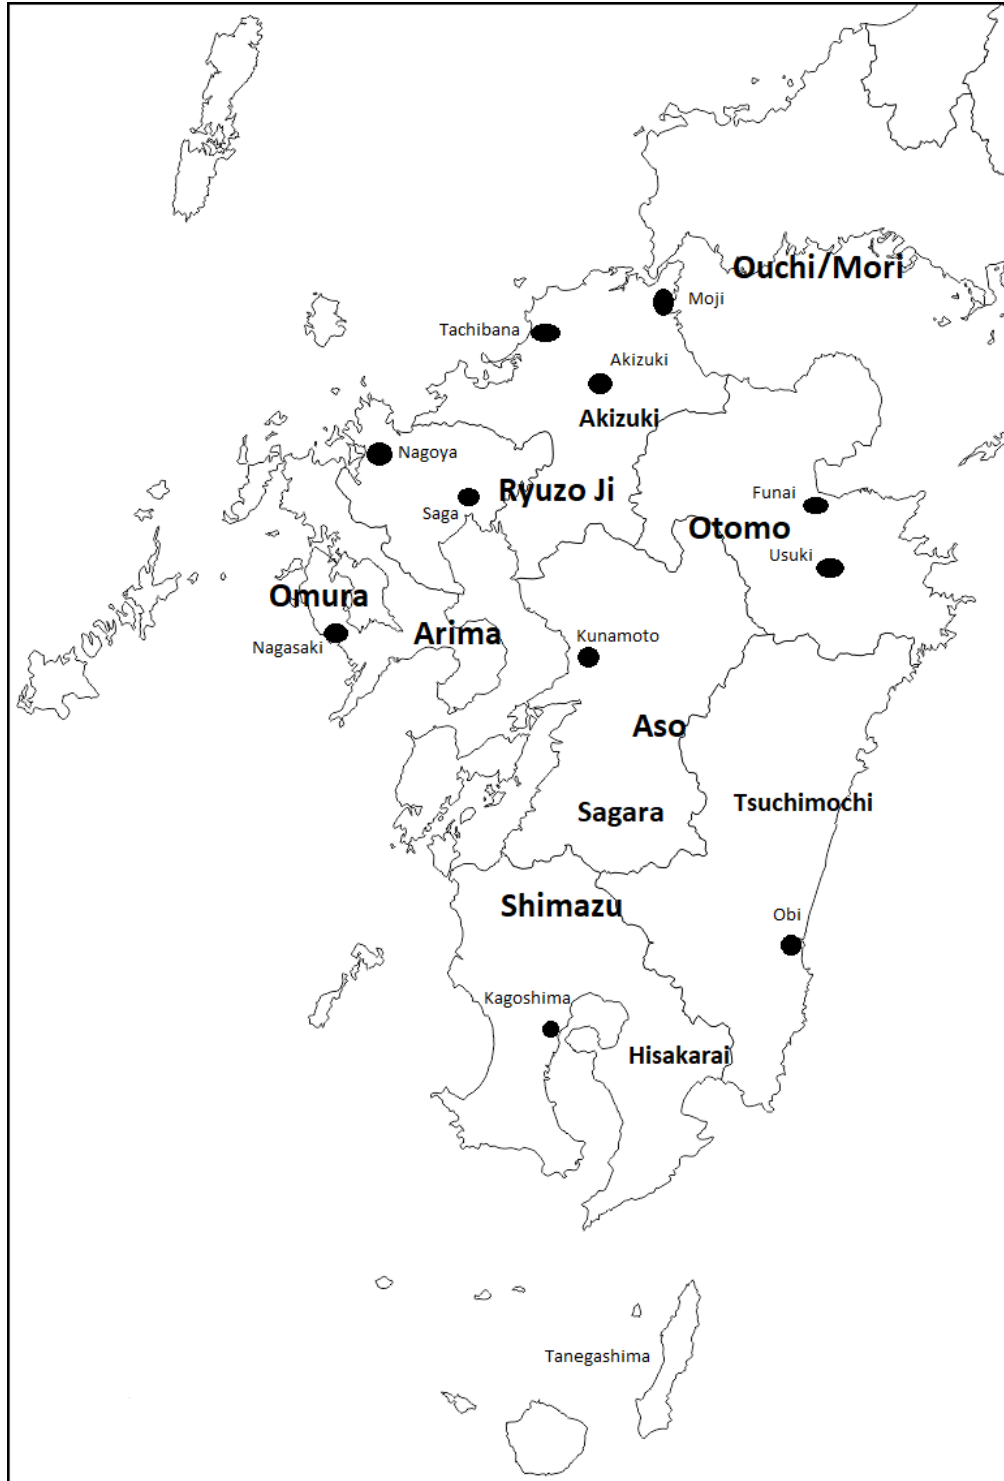 Ouchi/Mori
Moji
Tachibana
Akizuki
Akizuki
Nagoya
Ryuzo Ji
Saga
Funai
Otomo
Usuki
Omura
Arima
Nagasaki
Kunamoto
Aso
Tsuchimochi
Sagara
Shimazu
Obi
Kagoshima
Hisakarai
Tanegashima